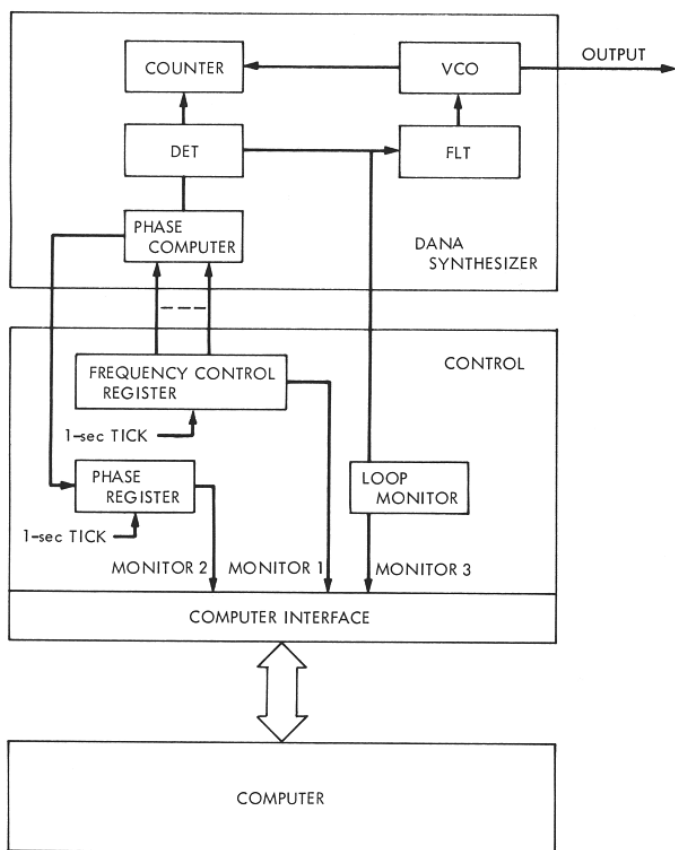 OUTPUT
COUNTER
VCO
DET
FLT
PHASE
COMPUTER
DANA
SYNTHESIZER
CONTROL
FREQUENCY CONTROL
REGISTER
1-sec TICK
PHASE
REGISTER
LOOP
MONITOR
1-sec TICK
MONITOR 2
MONITOR 1
MONITOR 3
COMPUTER INTERFACE
COMPUTER